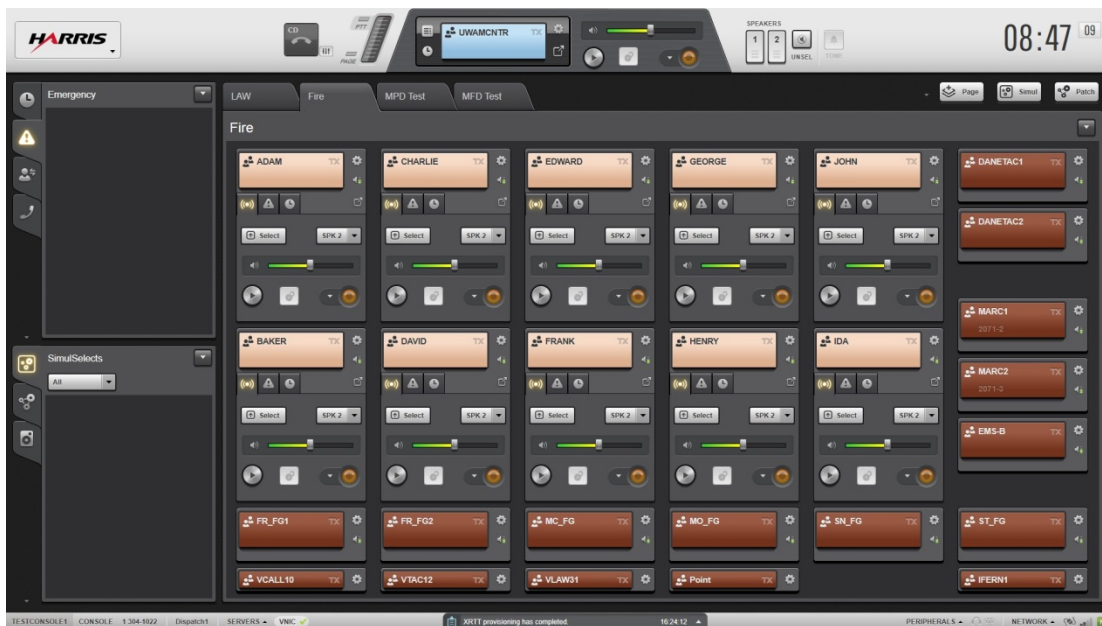 HARRIS
CD
PTT
PAGE
UWAMCNTR TX
SPEAKERS
1 2
UNSEL
08:47 09
Emergency
LAW Fire MPD Test MFD Test
Page Simul Patch
Fire
ADAM TX CHARLIE TX EDWARD TX GEORGE TX JOHN TX DANETAC1 TX
DANETAC2 TX
Select SPK 2 Select SPK 2 Select SPK 2 Select SPK 2 Select SPK 2
MARC1 TX
2071-2
BAKER TX DAVID TX FRANK TX HENRY TX IDA TX
SimulSelects
All
MARC2 TX
2071-3
Select SPK 2 Select SPK 2 Select SPK 2 Select SPK 2 Select SPK 2
EMS-B TX
FR_FG1 TX FR_FG2 TX MC_FG TX MO_FG TX SN_FG TX ST_FG TX
VCALL10 TX VTAC12 TX VLAW31 TX Point TX IFERN1 TX
TESTCONSOLE1 CONSOLE 1:304-1022 Dispatch1 SERVERS VNIC XRTT provisioning has completed. 16:24:12 PERIPHERALS NETWORK